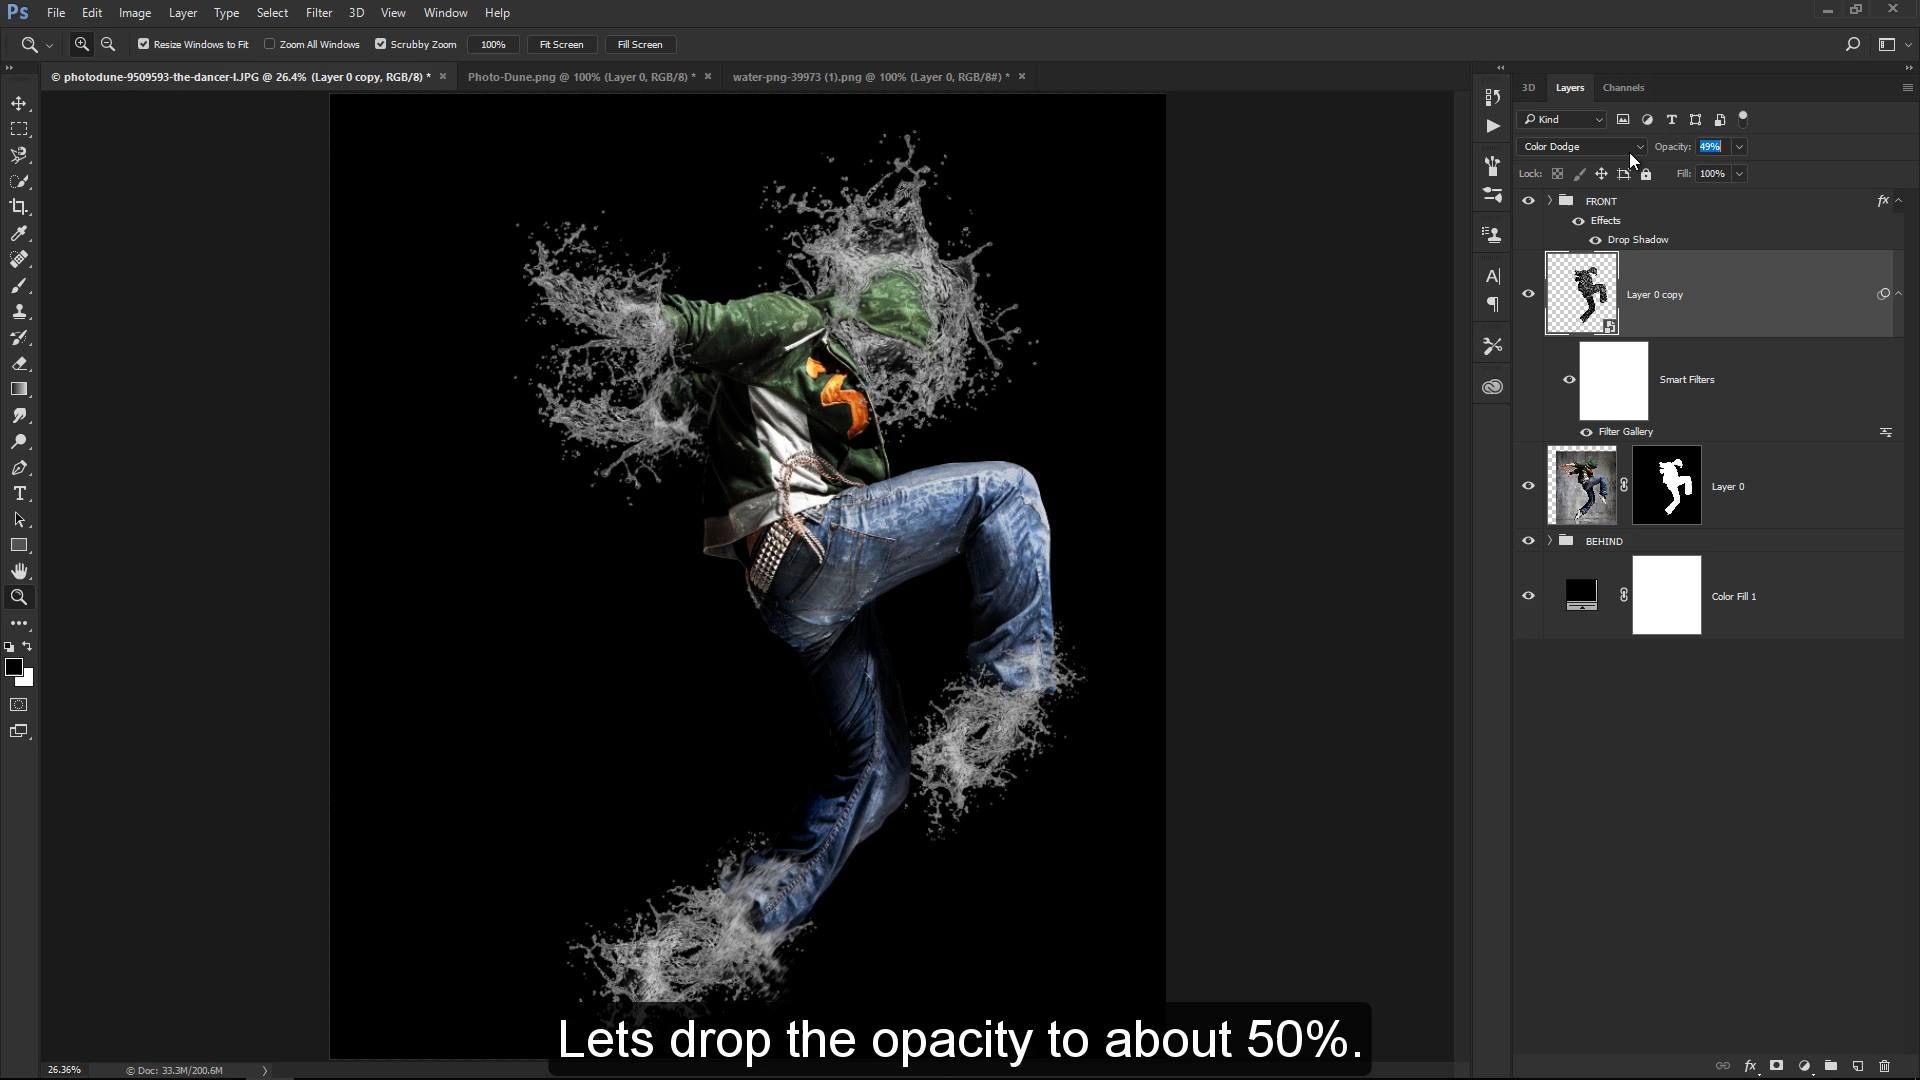 Ps File Edit Image Layer Type Select Filter 3D View Window Help
Resize Windows to Fit Zoom All Windows Scrubby Zoom 100% Fit Screen Fill Screen
© photodune-9509593-the-dancer-I.JPG @ 26.4% (Layer 0 copy, RGB/8) * Photo-Dune.png @ 100% (Layer 0, RGB/8) * water-png-39973 (1).png @ 100% (Layer 0, RGB/8#) *
3D Layers Channels
Kind
Color Dodge Opacity: 49%
Lock: Fill: 100%
FRONT fx
Effects
Drop Shadow
Layer 0 copy
Smart Filters
Filter Gallery
Layer 0
BEHIND
Color Fill 1
Lets drop the opacity to about 50%.
26.36% © Doc: 33.3M/200.6M
fx